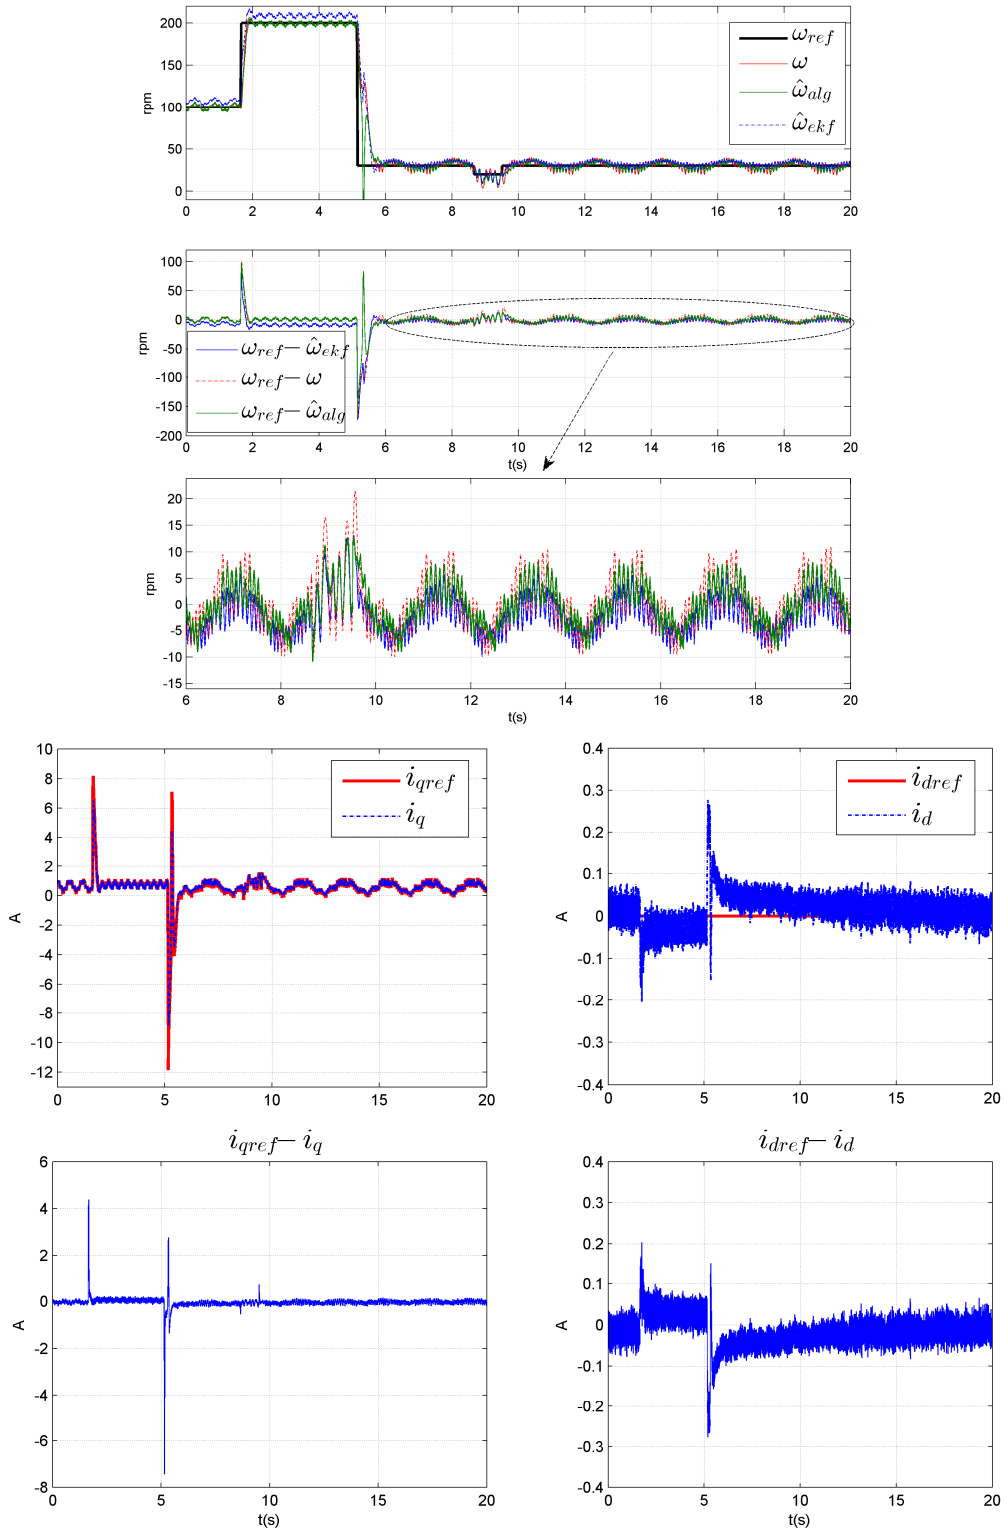 200
150
100
50
0
rpm
0 2 4 6 8 10 12 14 16 18 20
ω_ref
ω
ω̂_alg
ω̂_ekf
100
50
0
-50
-100
-150
-200
rpm
ω_ref − ω̂_ekf
ω_ref − ω
ω_ref − ω̂_alg
0 2 4 6 8 10 12 14 16 18 20
t(s)
20
15
10
5
0
-5
-10
-15
rpm
6 8 10 12 14 16 18 20
t(s)
10
8
6
4
2
0
-2
-4
-6
-8
-10
-12
A
i_qref
i_q
0 5 10 15 20
0.4
0.3
0.2
0.1
0
-0.1
-0.2
-0.3
-0.4
A
i_dref
i_d
0 5 10 15 20
i_qref − i_q
6
4
2
0
-2
-4
-6
-8
A
0 5 10 15 20
t(s)
i_dref − i_d
0.4
0.3
0.2
0.1
0
-0.1
-0.2
-0.3
-0.4
A
0 5 10 15 20
t(s)